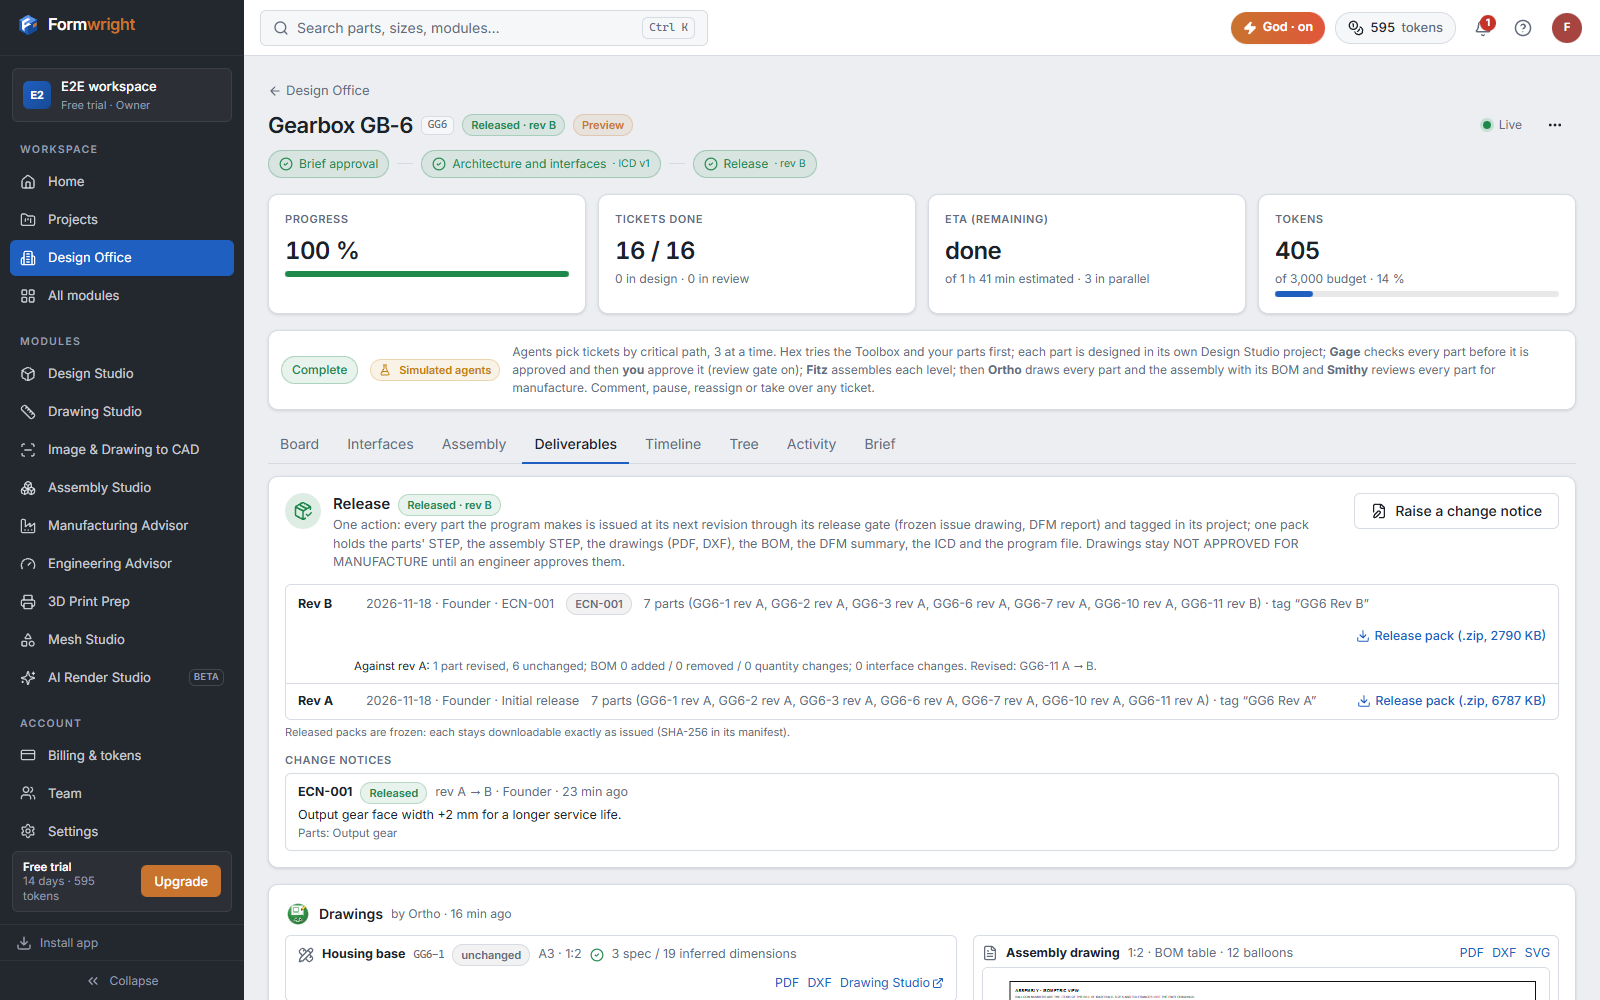 Formwright
Search parts, sizes, modules...
Ctrl K
God · on
595 tokens
1
F
E2
E2E workspace
Free trial · Owner
WORKSPACE
Home
Projects
Design Office
All modules
MODULES
Design Studio
Drawing Studio
Image & Drawing to CAD
Assembly Studio
Manufacturing Advisor
Engineering Advisor
3D Print Prep
Mesh Studio
AI Render Studio BETA
ACCOUNT
Billing & tokens
Team
Settings
Free trial
14 days · 595 tokens
Upgrade
Install app
Collapse
Design Office
Gearbox GB-6 GG6 Released · rev B Preview
Live
Brief approval
Architecture and interfaces · ICD v1
Release · rev B
PROGRESS
100 %
TICKETS DONE
16 / 16
0 in design · 0 in review
ETA (REMAINING)
done
of 1 h 41 min estimated · 3 in parallel
TOKENS
405
of 3,000 budget · 14 %
Complete
Simulated agents
Agents pick tickets by critical path, 3 at a time. Hex tries the Toolbox and your parts first; each part is designed in its own Design Studio project; Gage checks every part before it is
approved and then you approve it (review gate on); Fitz assembles each level; then Ortho draws every part and the assembly with its BOM and Smithy reviews every part for
manufacture. Comment, pause, reassign or take over any ticket.
Board Interfaces Assembly Deliverables Timeline Tree Activity Brief
Release Released · rev B
One action: every part the program makes is issued at its next revision through its release gate (frozen issue drawing, DFM report) and tagged in its project; one pack
holds the parts' STEP, the assembly STEP, the drawings (PDF, DXF), the BOM, the DFM summary, the ICD and the program file. Drawings stay NOT APPROVED FOR
MANUFACTURE until an engineer approves them.
Raise a change notice
Rev B 2026-11-18 · Founder · ECN-001 ECN-001 7 parts (GG6-1 rev A, GG6-2 rev A, GG6-3 rev A, GG6-6 rev A, GG6-7 rev A, GG6-10 rev A, GG6-11 rev B) · tag “GG6 Rev B”
Release pack (.zip, 2790 KB)
Against rev A: 1 part revised, 6 unchanged; BOM 0 added / 0 removed / 0 quantity changes; 0 interface changes. Revised: GG6-11 A → B.
Rev A 2026-11-18 · Founder · Initial release 7 parts (GG6-1 rev A, GG6-2 rev A, GG6-3 rev A, GG6-6 rev A, GG6-7 rev A, GG6-10 rev A, GG6-11 rev A) · tag “GG6 Rev A”
Release pack (.zip, 6787 KB)
Released packs are frozen: each stays downloadable exactly as issued (SHA-256 in its manifest).
CHANGE NOTICES
ECN-001 Released rev A → B · Founder · 23 min ago
Output gear face width +2 mm for a longer service life.
Parts: Output gear
Drawings by Ortho · 16 min ago
Housing base GG6-1 unchanged A3 · 1:2 3 spec / 19 inferred dimensions
PDF DXF Drawing Studio
Assembly drawing 1:2 · BOM table · 12 balloons
PDF DXF SVG
ASSEMBLY - ISOMETRIC VIEW